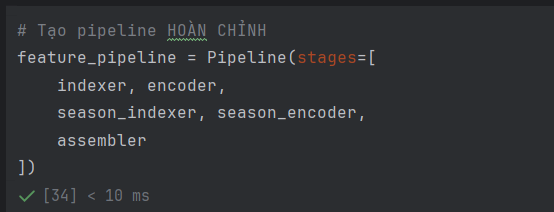 # Tạo pipeline HOÀN CHỈNH
feature_pipeline = Pipeline(stages=[
    indexer, encoder,
    season_indexer, season_encoder,
    assembler
])
[34] < 10 ms